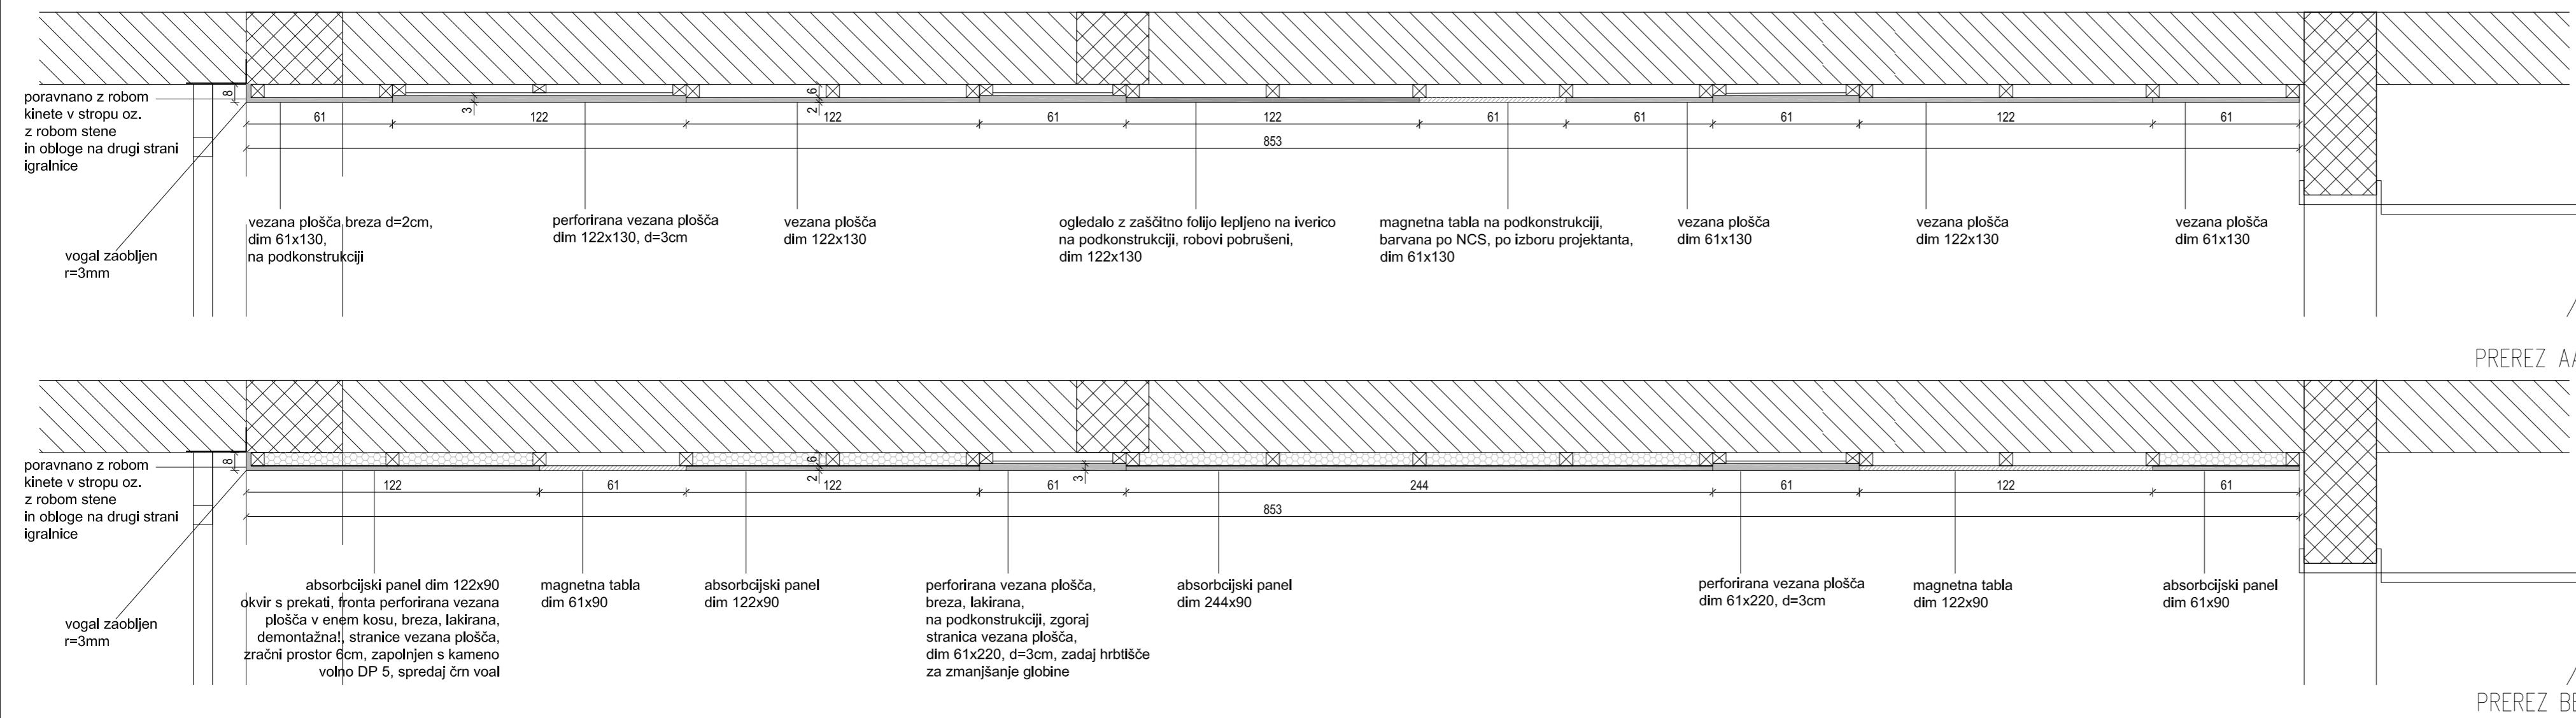 8
6
2
3
61
122
122
61
122
61
61
61
122
61
853
poravnano z robom
kinete v stropu oz.
z robom stene
in obloge na drugi strani
igralnice
vogal zaobljen
r=3mm
vezana plošča breza d=2cm,
dim 61x130,
na podkonstrukciji
perforirana vezana plošča
dim 122x130, d=3cm
vezana plošča
dim 122x130
ogledalo z zaščitno folijo lepljeno na iverico
na podkonstrukciji, robovi pobrušeni,
dim 122x130
magnetna tabla na podkonstrukciji,
barvana po NCS, po izboru projektanta,
dim 61x130
vezana plošča
dim 61x130
vezana plošča
dim 122x130
vezana plošča
dim 61x130
PREREZ AA
8
6
2
3
122
61
122
61
244
61
122
61
853
poravnano z robom
kinete v stropu oz.
z robom stene
in obloge na drugi strani
igralnice
vogal zaobljen
r=3mm
absorbcijski panel dim 122x90
okvir s prekati, fronta perforirana vezana
plošča v enem kosu, breza, lakirana,
demontažna!, stranice vezana plošča,
zračni prostor 6cm, zapolnjen s kameno
volno DP 5, spredaj črn voal
magnetna tabla
dim 61x90
absorbcijski panel
dim 122x90
perforirana vezana plošča,
breza, lakirana,
na podkonstrukciji, zgoraj
stranica vezana plošča,
dim 61x220, d=3cm, zadaj hrbtišče
za zmanjšanje globine
absorbcijski panel
dim 244x90
perforirana vezana plošča
dim 61x220, d=3cm
magnetna tabla
dim 122x90
absorbcijski panel
dim 61x90
PREREZ BB